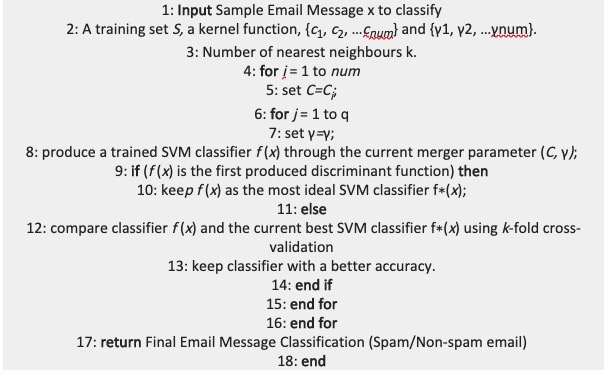 1: Input Sample Email Message x to classify
2: A training set S, a kernel function, {c1, c2, ...cnum} and {γ1, γ2, ...γnum}.
3: Number of nearest neighbours k.
4: for i = 1 to num
5: set C=Ci;
6: for j = 1 to q
7: set γ=γ;
8: produce a trained SVM classifier f(x) through the current merger parameter (C, γ);
9: if (f(x) is the first produced discriminant function) then
10: keep f(x) as the most ideal SVM classifier f*(x);
11: else
12: compare classifier f(x) and the current best SVM classifier f*(x) using k-fold cross-
validation
13: keep classifier with a better accuracy.
14: end if
15: end for
16: end for
17: return Final Email Message Classification (Spam/Non-spam email)
18: end